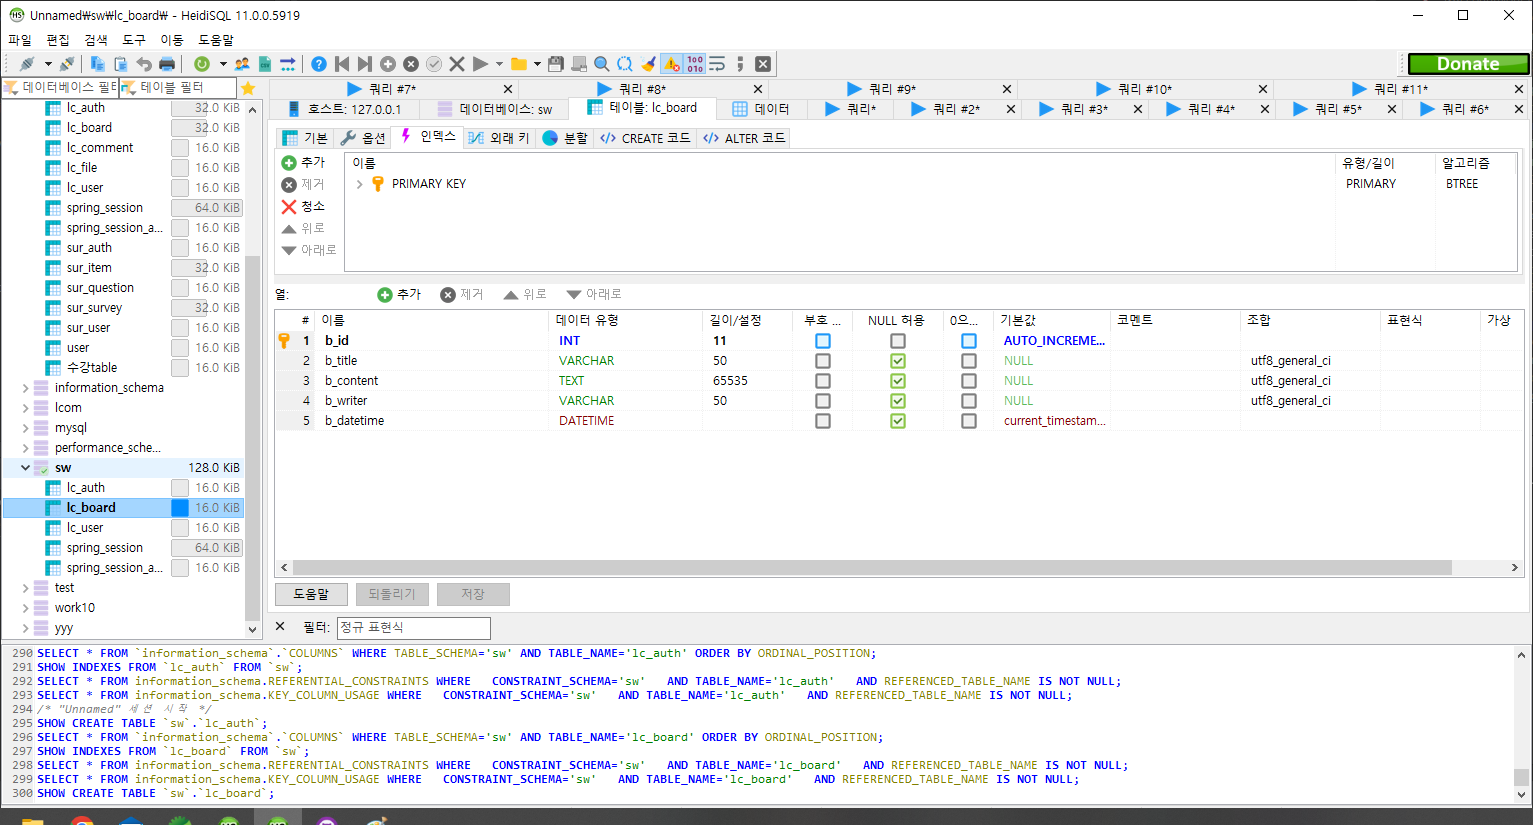 Unnamed₩sw₩lc_board₩ - HeidiSQL 11.0.0.5919
파일 편집 검색 도구 이동 도움말
Donate
데이터베이스 필터 테이블 필터
쿼리 #7* 쿼리 #8* 쿼리 #9* 쿼리 #10* 쿼리 #11*
호스트: 127.0.0.1 데이터베이스: sw 테이블: lc_board 데이터 쿼리* 쿼리 #2* 쿼리 #3* 쿼리 #4* 쿼리 #5* 쿼리 #6*
기본 옵션 인덱스 외래 키 분할 CREATE 코드 ALTER 코드
lc_auth 32.0 KiB
lc_board 32.0 KiB
lc_comment 16.0 KiB
lc_file 16.0 KiB
lc_user 16.0 KiB
spring_session 64.0 KiB
spring_session_a... 16.0 KiB
sur_auth 16.0 KiB
sur_item 32.0 KiB
sur_question 16.0 KiB
sur_survey 32.0 KiB
sur_user 16.0 KiB
user 16.0 KiB
수강table 16.0 KiB
information_schema
lcom
mysql
performance_sche...
sw 128.0 KiB
lc_auth 16.0 KiB
lc_board 16.0 KiB
lc_user 16.0 KiB
spring_session 64.0 KiB
spring_session_a... 16.0 KiB
test
work10
yyy
추가
제거
청소
위로
아래로
이름 유형/길이 알고리즘
PRIMARY KEY PRIMARY BTREE
열: 추가 제거 위로 아래로
# 이름 데이터 유형 길이/설정 부호 ... NULL 허용 0으... 기본값 코멘트 조합 표현식 가상
1 b_id INT 11 AUTO_INCREME...
2 b_title VARCHAR 50 NULL utf8_general_ci
3 b_content TEXT 65535 NULL utf8_general_ci
4 b_writer VARCHAR 50 NULL utf8_general_ci
5 b_datetime DATETIME current_timestam...
도움말 되돌리기 저장
필터: 정규 표현식
290 SELECT * FROM `information_schema`.`COLUMNS` WHERE TABLE_SCHEMA='sw' AND TABLE_NAME='lc_auth' ORDER BY ORDINAL_POSITION;
291 SHOW INDEXES FROM `lc_auth` FROM `sw`;
292 SELECT * FROM information_schema.REFERENTIAL_CONSTRAINTS WHERE   CONSTRAINT_SCHEMA='sw'   AND TABLE_NAME='lc_auth'   AND REFERENCED_TABLE_NAME IS NOT NULL;
293 SELECT * FROM information_schema.KEY_COLUMN_USAGE WHERE   CONSTRAINT_SCHEMA='sw'   AND TABLE_NAME='lc_auth'   AND REFERENCED_TABLE_NAME IS NOT NULL;
294 /* "Unnamed" 세션 시작 */
295 SHOW CREATE TABLE `sw`.`lc_auth`;
296 SELECT * FROM `information_schema`.`COLUMNS` WHERE TABLE_SCHEMA='sw' AND TABLE_NAME='lc_board' ORDER BY ORDINAL_POSITION;
297 SHOW INDEXES FROM `lc_board` FROM `sw`;
298 SELECT * FROM information_schema.REFERENTIAL_CONSTRAINTS WHERE   CONSTRAINT_SCHEMA='sw'   AND TABLE_NAME='lc_board'   AND REFERENCED_TABLE_NAME IS NOT NULL;
299 SELECT * FROM information_schema.KEY_COLUMN_USAGE WHERE   CONSTRAINT_SCHEMA='sw'   AND TABLE_NAME='lc_board'   AND REFERENCED_TABLE_NAME IS NOT NULL;
300 SHOW CREATE TABLE `sw`.`lc_board`;